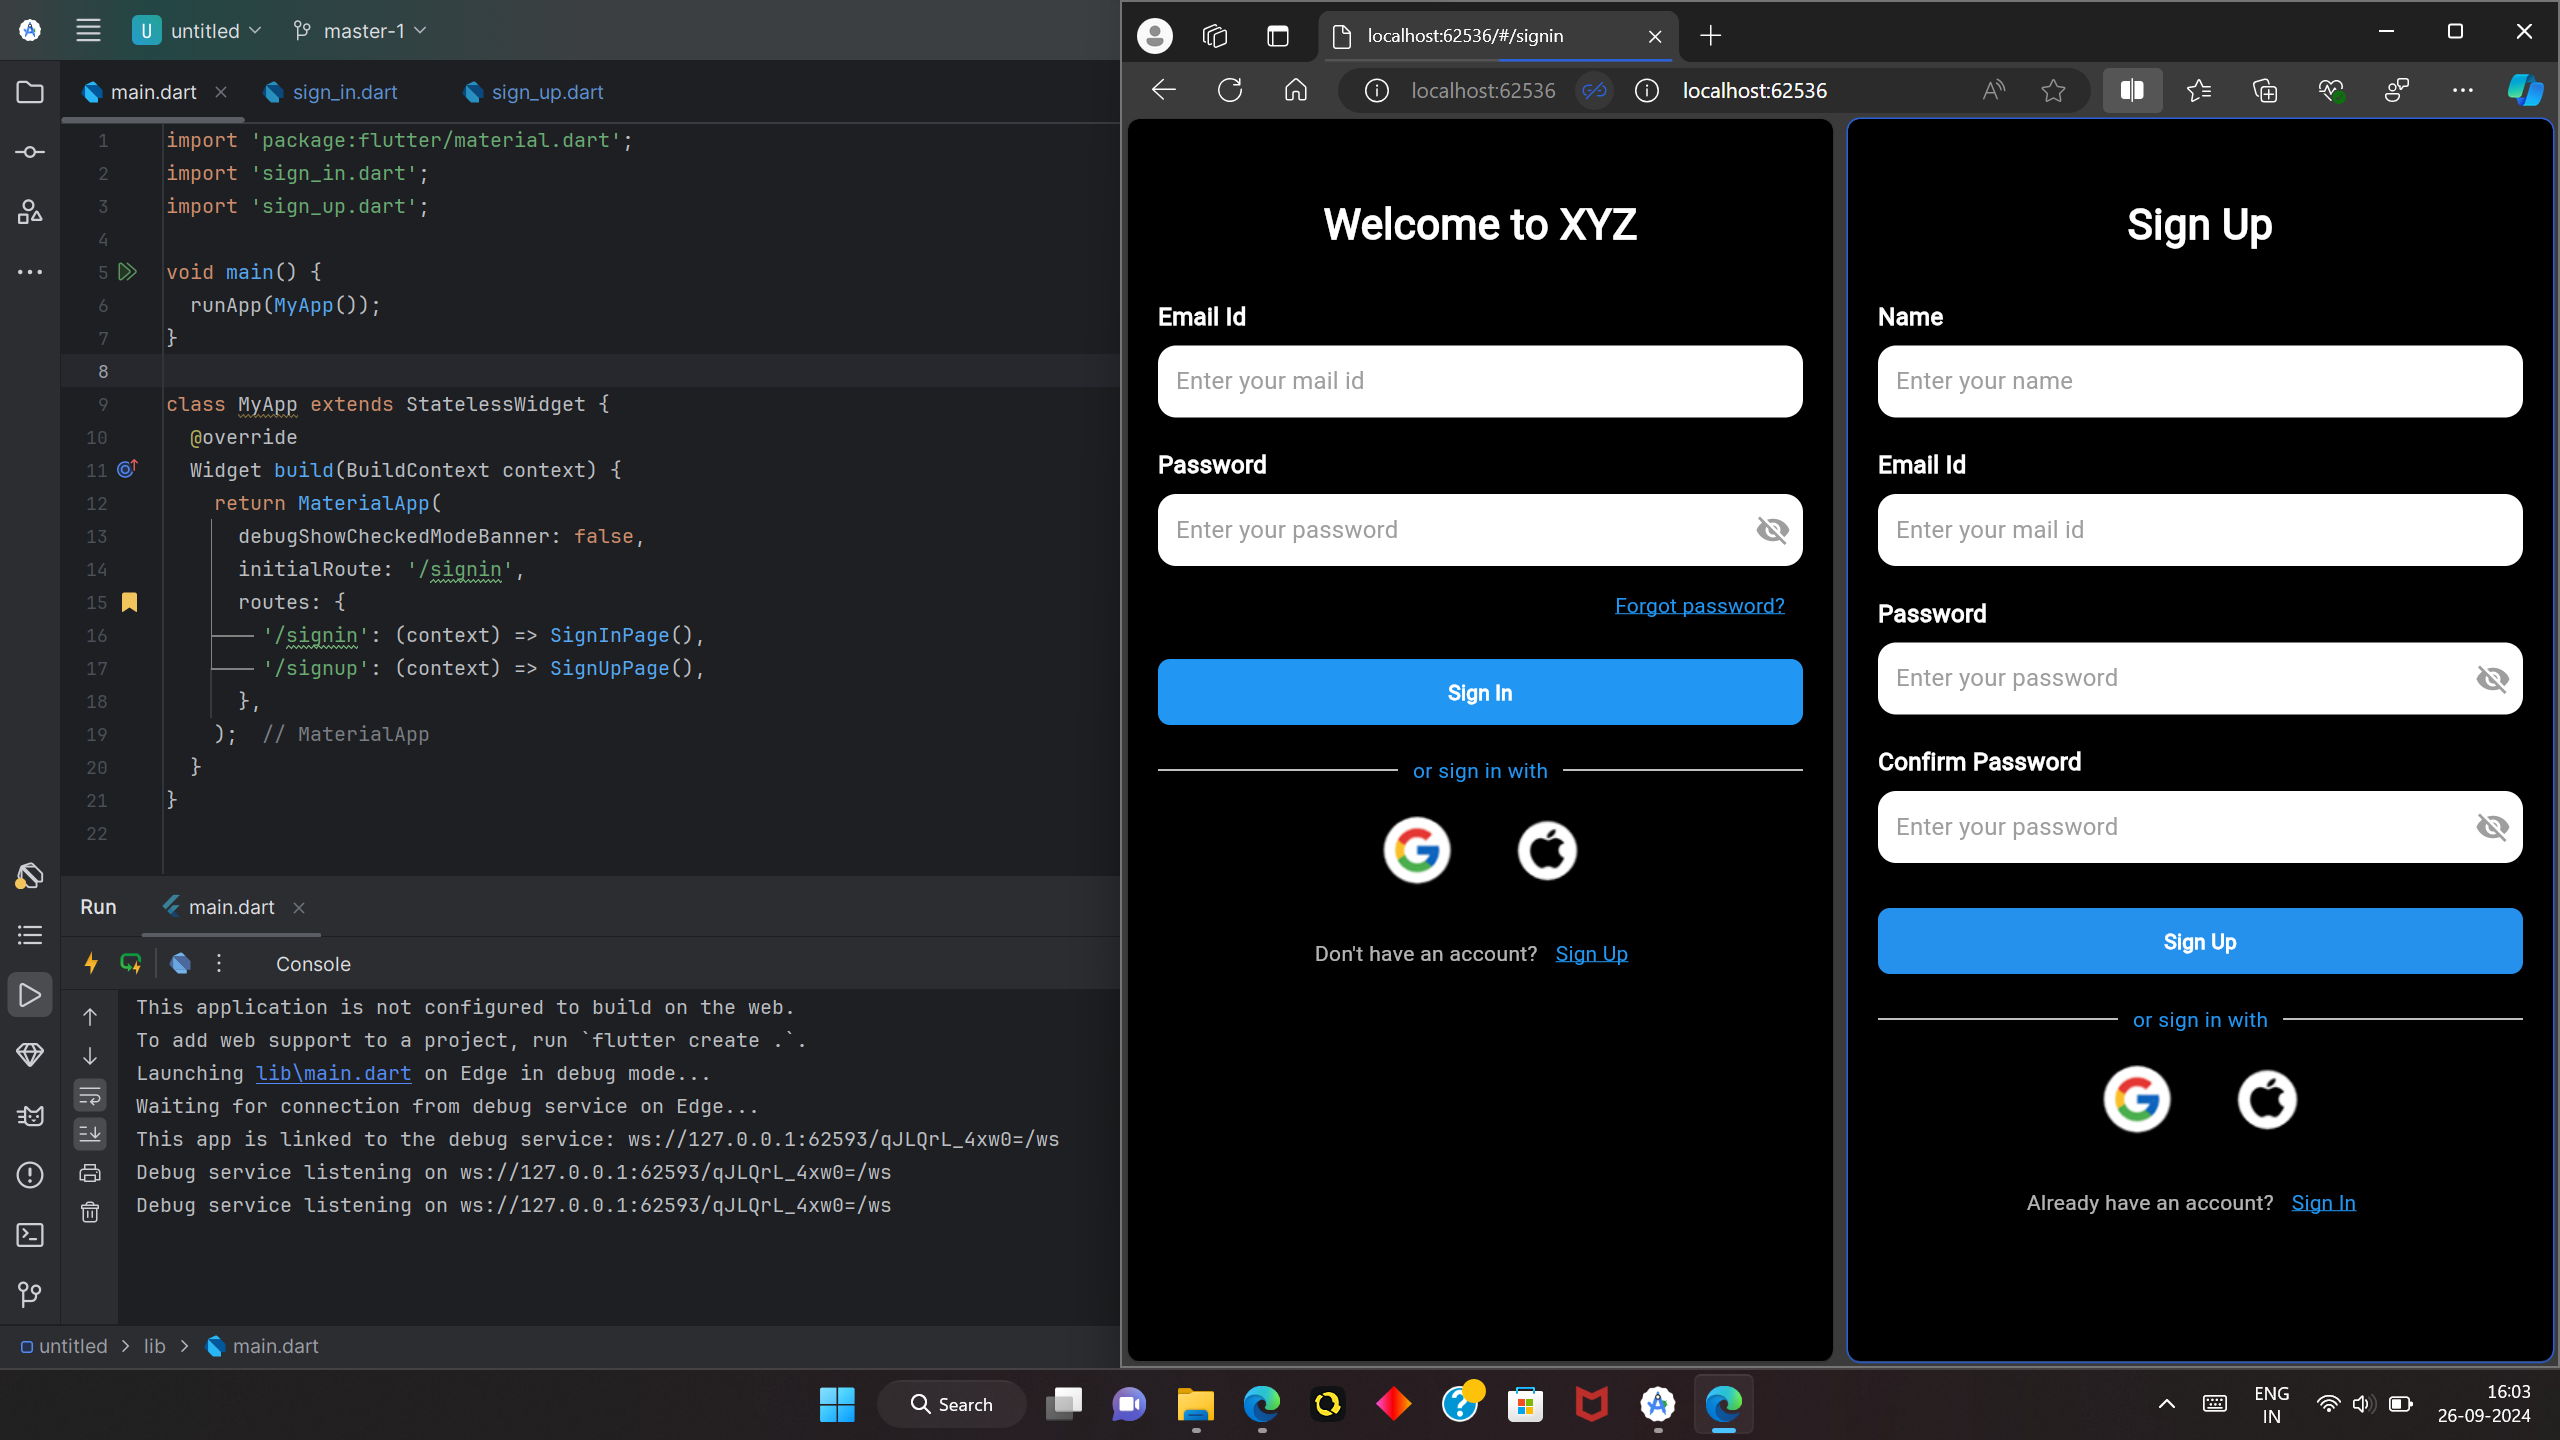 U untitled master-1
main.dart sign_in.dart sign_up.dart
1 import 'package:flutter/material.dart';
2 import 'sign_in.dart';
3 import 'sign_up.dart';
4
5 void main() {
6 runApp(MyApp());
7 }
8
9 class MyApp extends StatelessWidget {
10 @override
11 Widget build(BuildContext context) {
12 return MaterialApp(
13 debugShowCheckedModeBanner: false,
14 initialRoute: '/signin',
15 routes: {
16 '/signin': (context) => SignInPage(),
17 '/signup': (context) => SignUpPage(),
18 },
19 ); // MaterialApp
20 }
21 }
22
Run main.dart
Console
This application is not configured to build on the web.
To add web support to a project, run `flutter create .`.
Launching lib\main.dart on Edge in debug mode...
Waiting for connection from debug service on Edge...
This app is linked to the debug service: ws://127.0.0.1:62593/qJLQrL_4xw0=/ws
Debug service listening on ws://127.0.0.1:62593/qJLQrL_4xw0=/ws
Debug service listening on ws://127.0.0.1:62593/qJLQrL_4xw0=/ws
untitled > lib > main.dart
localhost:62536/#/signin
localhost:62536 localhost:62536
Welcome to XYZ
Email Id
Enter your mail id
Password
Enter your password
Forgot password?
Sign In
or sign in with
Don't have an account? Sign Up
Sign Up
Name
Enter your name
Email Id
Enter your mail id
Password
Enter your password
Confirm Password
Enter your password
Sign Up
or sign in with
Already have an account? Sign In
Search
ENG
IN
16:03
26-09-2024